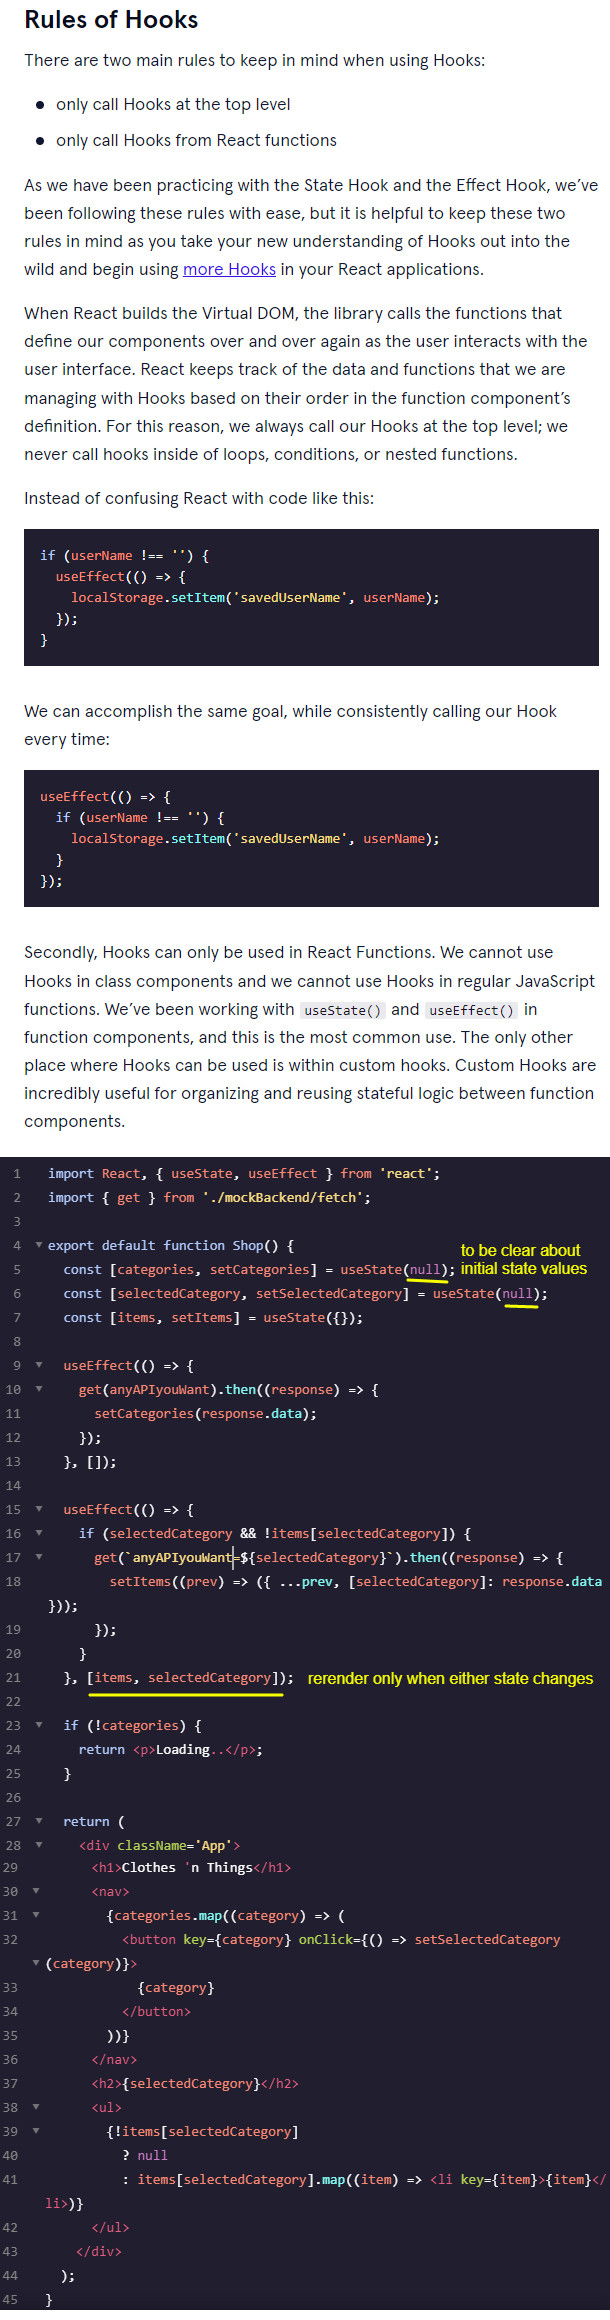 Rules of Hooks
There are two main rules to keep in mind when using Hooks:
● only call Hooks at the top level
● only call Hooks from React functions
As we have been practicing with the State Hook and the Effect Hook, we've
been following these rules with ease, but it is helpful to keep these two
rules in mind as you take your new understanding of Hooks out into the
wild and begin using more Hooks in your React applications.
When React builds the Virtual DOM, the library calls the functions that
define our components over and over again as the user interacts with the
user interface. React keeps track of the data and functions that we are
managing with Hooks based on their order in the function component's
definition. For this reason, we always call our Hooks at the top level; we
never call hooks inside of loops, conditions, or nested functions.
Instead of confusing React with code like this:
if (userName !== '') {
  useEffect(() => {
    localStorage.setItem('savedUserName', userName);
  });
}
We can accomplish the same goal, while consistently calling our Hook
every time:
useEffect(() => {
  if (userName !== '') {
    localStorage.setItem('savedUserName', userName);
  }
});
Secondly, Hooks can only be used in React Functions. We cannot use
Hooks in class components and we cannot use Hooks in regular JavaScript
functions. We've been working with useState() and useEffect() in
function components, and this is the most common use. The only other
place where Hooks can be used is within custom hooks. Custom Hooks are
incredibly useful for organizing and reusing stateful logic between function
components.
1 import React, { useState, useEffect } from 'react';
2 import { get } from './mockBackend/fetch';
3
4 export default function Shop() {
to be clear about
5   const [categories, setCategories] = useState(null); initial state values
6   const [selectedCategory, setSelectedCategory] = useState(null);
7   const [items, setItems] = useState({});
8
9   useEffect(() => {
10     get(anyAPIyouWant).then((response) => {
11       setCategories(response.data);
12     });
13   }, []);
14
15   useEffect(() => {
16     if (selectedCategory && !items[selectedCategory]) {
17       get(`anyAPIyouWant=${selectedCategory}`).then((response) => {
18         setItems((prev) => ({ ...prev, [selectedCategory]: response.data
}));
19       });
20     }
21   }, [items, selectedCategory]); rerender only when either state changes
22
23   if (!categories) {
24     return <p>Loading..</p>;
25   }
26
27   return (
28     <div className='App'>
29       <h1>Clothes 'n Things</h1>
30       <nav>
31         {categories.map((category) => (
32           <button key={category} onClick={() => setSelectedCategory
(category)}>
33             {category}
34           </button>
35         ))}
36       </nav>
37       <h2>{selectedCategory}</h2>
38       <ul>
39         {!items[selectedCategory]
40           ? null
41           : items[selectedCategory].map((item) => <li key={item}>{item}</
li>)}
42       </ul>
43     </div>
44   );
45 }